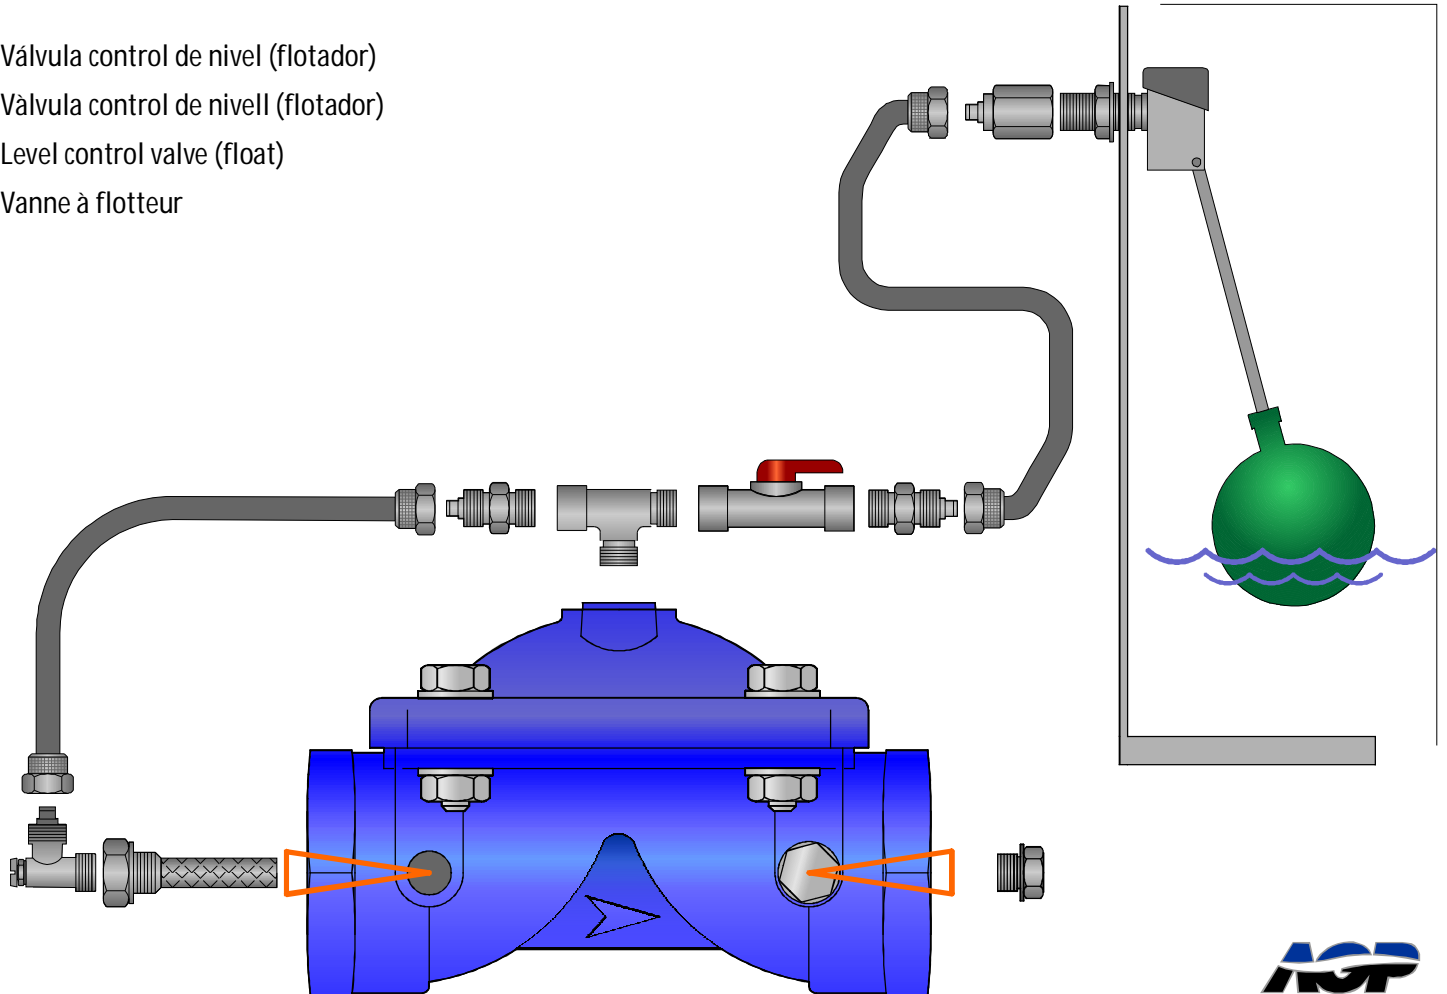 Válvula control de nivel (flotador)
Vàlvula control de nivell (flotador)
Level control valve (float)
Vanne à flotteur
AGP